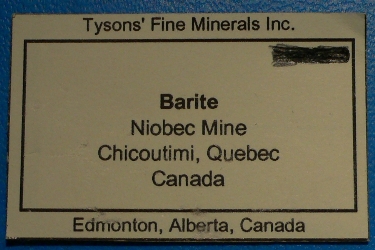 Tysons' Fine Minerals Inc.
Barite
Niobec Mine
Chicoutimi, Quebec
Canada
Edmonton, Alberta, Canada